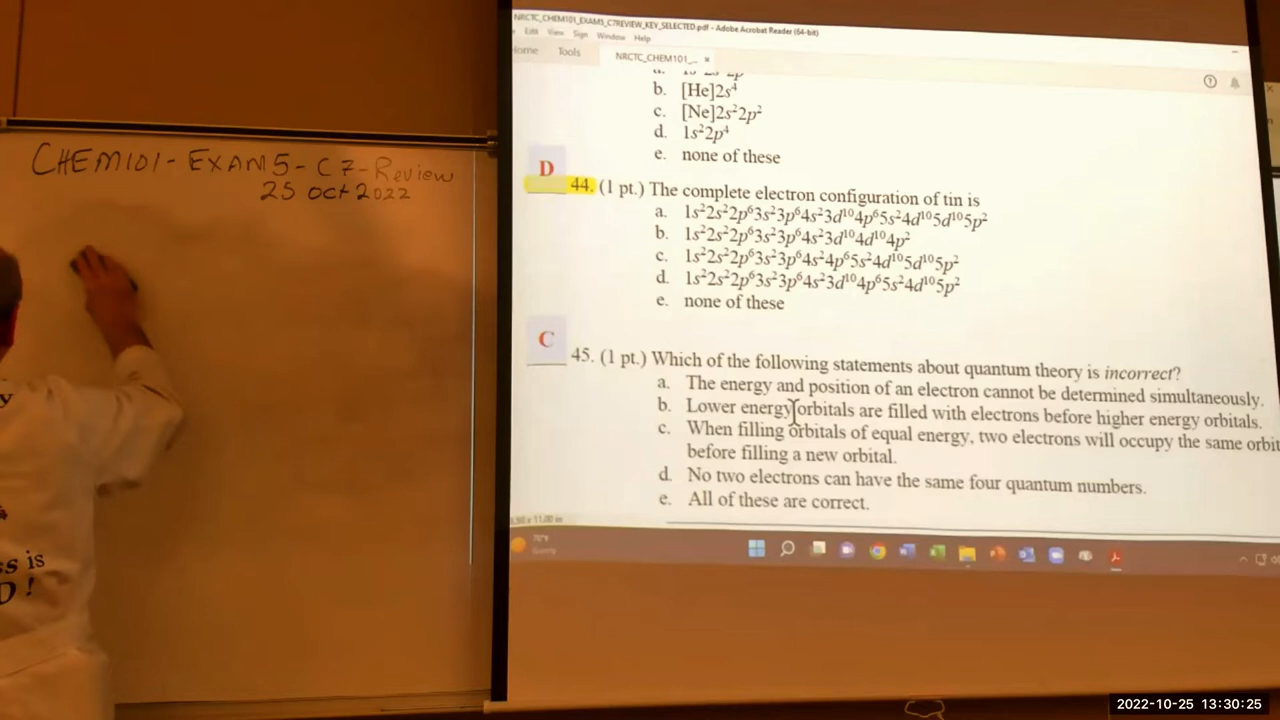 NRCTC_CHEM101_EXAM5_C7REVIEW_KEY_SELECTED.pdf - Adobe Acrobat Reader (64-bit)
Edit View Sign Window Help
Home Tools NRCTC_CHEM101_... ×
b. [He]2s⁴
c. [Ne]2s²2p²
d. 1s²2p⁴
e. none of these
D
44. (1 pt.) The complete electron configuration of tin is
a. 1s²2s²2p⁶3s²3p⁶4s²3d¹⁰4p⁶5s²4d¹⁰5d¹⁰5p²
b. 1s²2s²2p⁶3s²3p⁶4s²3d¹⁰4d¹⁰4p²
c. 1s²2s²2p⁶3s²3p⁶4s²4p⁶5s²4d¹⁰5d¹⁰5p²
d. 1s²2s²2p⁶3s²3p⁶4s²3d¹⁰4p⁶5s²4d¹⁰5p²
e. none of these
C
45. (1 pt.) Which of the following statements about quantum theory is incorrect?
a. The energy and position of an electron cannot be determined simultaneously.
b. Lower energy orbitals are filled with electrons before higher energy orbitals.
c. When filling orbitals of equal energy, two electrons will occupy the same orbit
before filling a new orbital.
d. No two electrons can have the same four quantum numbers.
e. All of these are correct.
CHEM101 - EXAM 5 - C7 - Review
25 Oct 2022
y
ss is
D!
2022-10-25 13:30:25